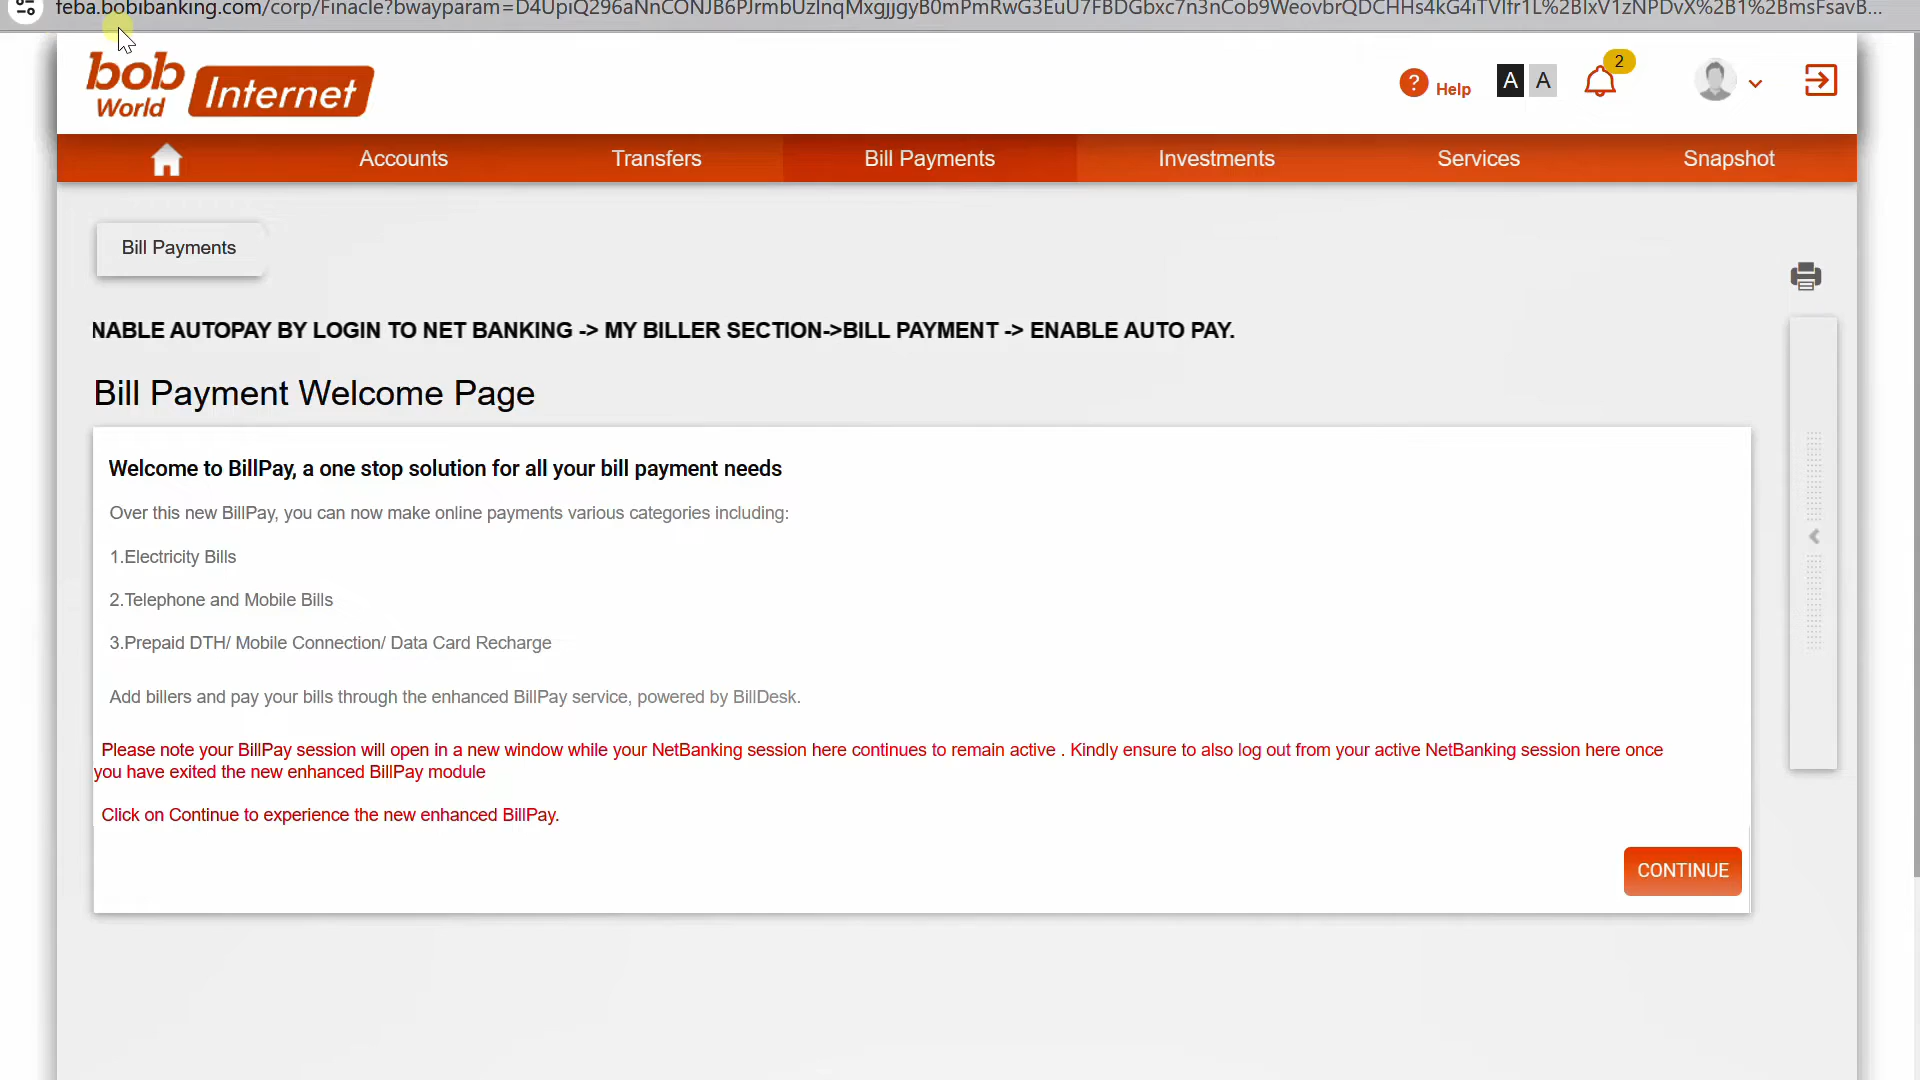 feba.bobibanking.com/corp/Finacle?bwayparam=
bob
World
Internet
? Help
A A
2
Accounts
Transfers
Bill Payments
Investments
Services
Snapshot
Bill Payments
NABLE AUTOPAY BY LOGIN TO NET BANKING -> MY BILLER SECTION->BILL PAYMENT -> ENABLE AUTO PAY.
Bill Payment Welcome Page
Welcome to BillPay, a one stop solution for all your bill payment needs
Over this new BillPay, you can now make online payments various categories including:
1.Electricity Bills
2.Telephone and Mobile Bills
3.Prepaid DTH/ Mobile Connection/ Data Card Recharge
Add billers and pay your bills through the enhanced BillPay service, powered by BillDesk.
Please note your BillPay session will open in a new window while your NetBanking session here continues to remain active . Kindly ensure to also log out from your active NetBanking session here once
you have exited the new enhanced BillPay module
Click on Continue to experience the new enhanced BillPay.
CONTINUE